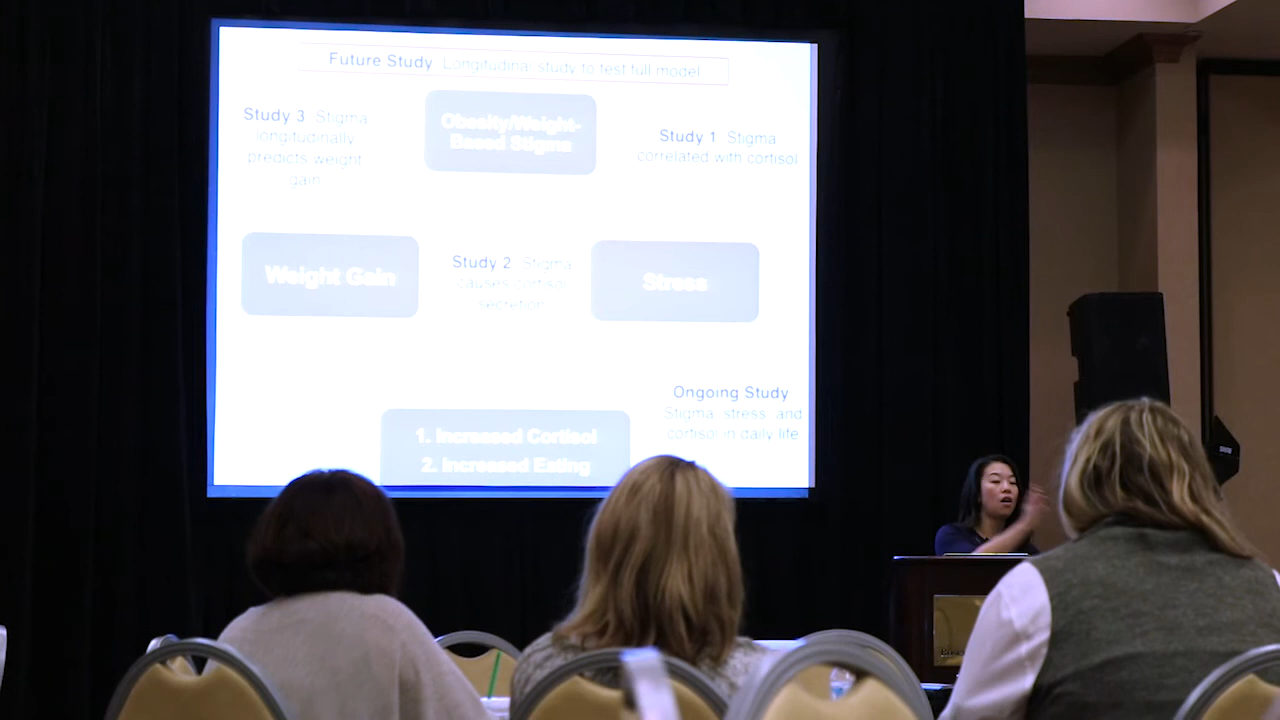 Future Study Longitudinal study to test full model
Study 3 Stigma
longitudinally
predicts weight
gain
Obesity/Weight-
Based Stigma
Study 1 Stigma
correlated with cortisol
Weight Gain
Study 2 Stigma
causes cortisol
secretion
Stress
Ongoing Study
Stigma, stress, and
cortisol in daily life
1. Increased Cortisol
2. Increased Eating